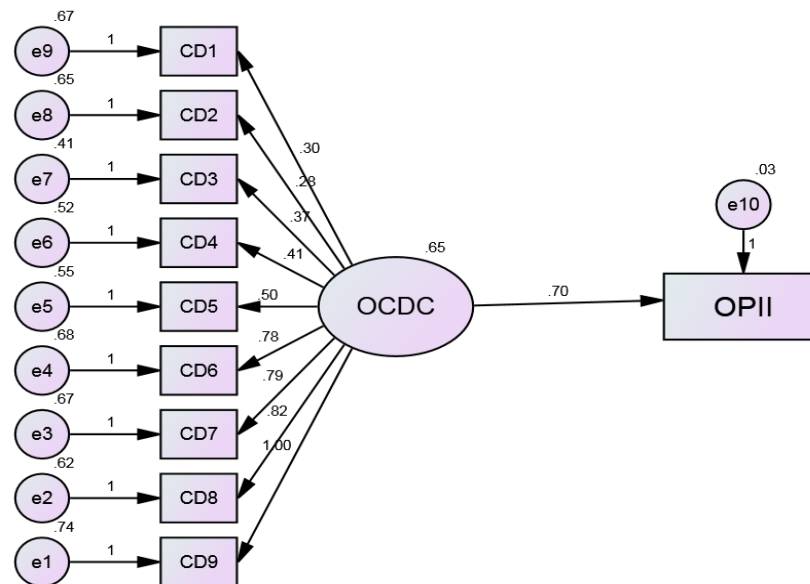 .67
e9
1
CD1
.65
e8
1
CD2
.41
e7
1
CD3
.52
e6
1
CD4
.55
e5
1
CD5
.68
e4
1
CD6
.67
e3
1
CD7
.62
e2
1
CD8
.74
e1
1
CD9
.30
.28
.37
.41
.50
.78
.79
.82
1.00
.65
OCDC
.70
.03
e10
1
OPII